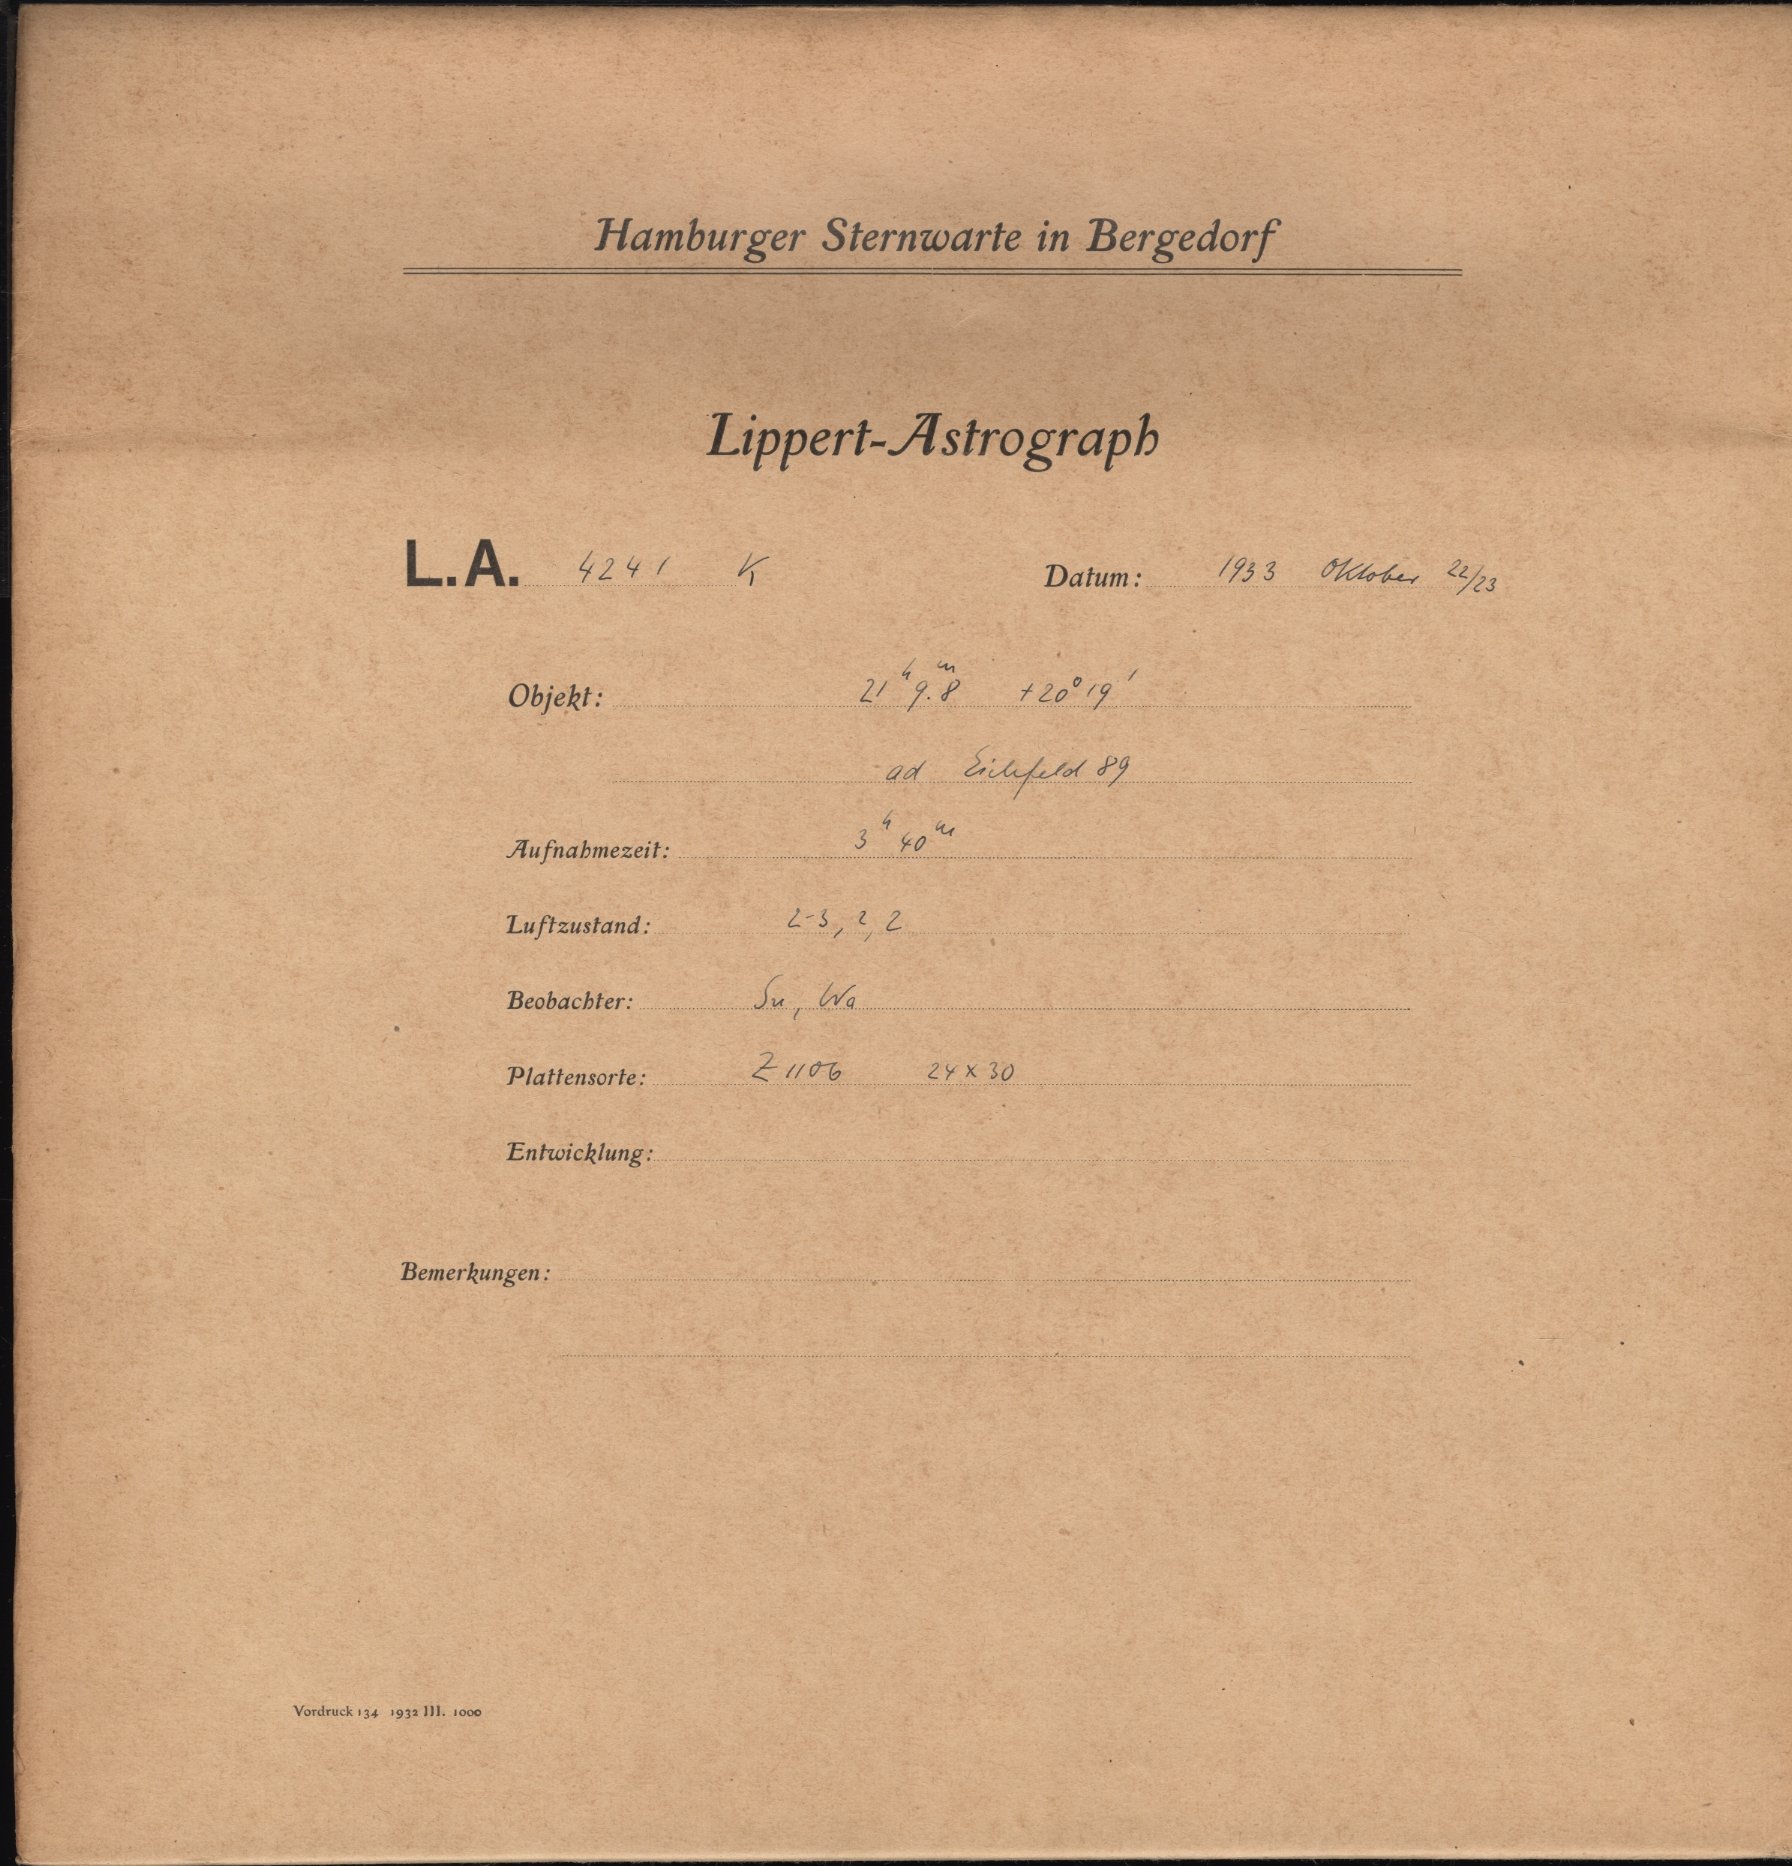 Hamburger Sternwarte in Bergedorf
Lippert-Astrograph
L.A. 4241 K Datum: 1933 Oktober 22/23
Objekt: 21ʰ 9.8ᵐ +20° 19'
ad Eichfeld 89
Aufnahmezeit: 3ʰ 40ᵐ
Luftzustand: 2-3, 2, 2
Beobachter: Su, Wa
Plattensorte: Z 1106 24 x 30
Entwicklung:
Bemerkungen:
Vordruck 134 1932 III. 1000